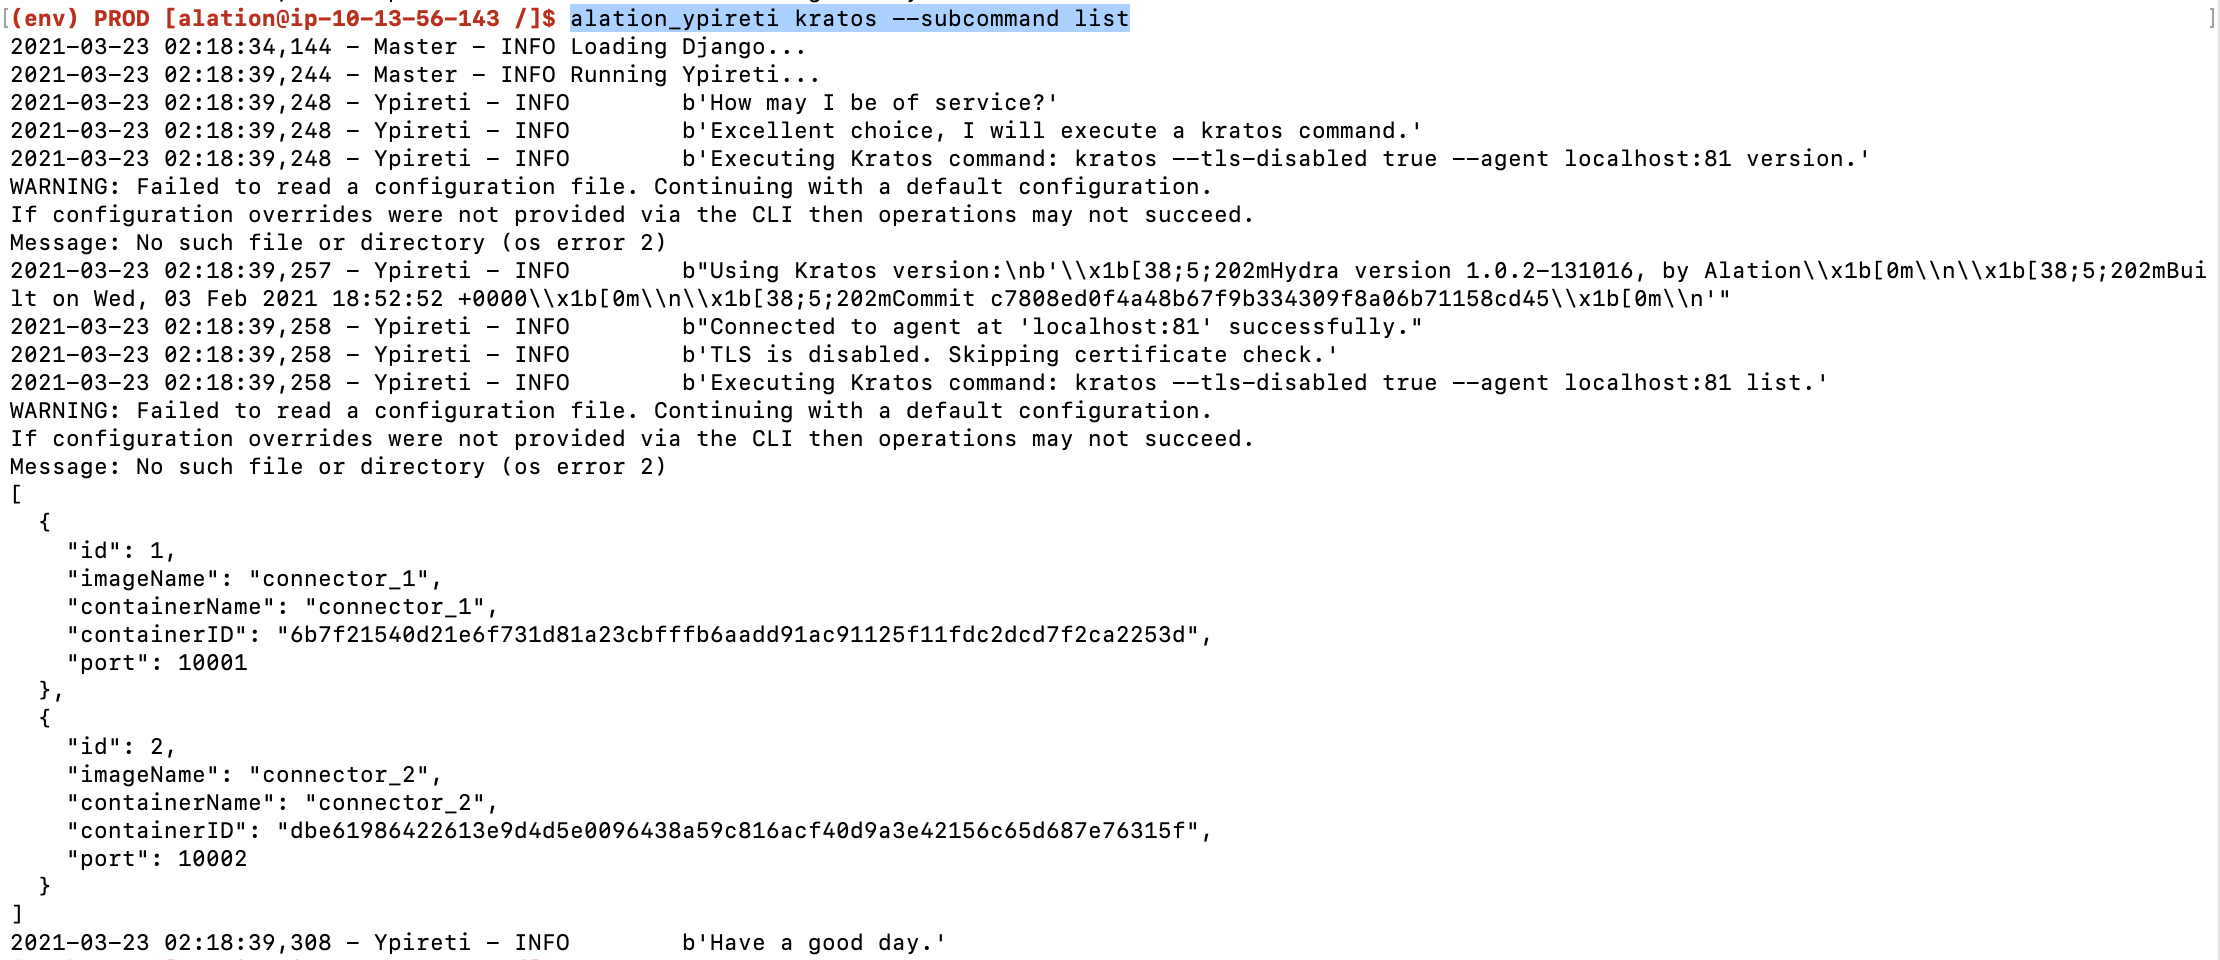 [(env) PROD [alation@ip-10-13-56-143 /]$ alation_ypireti kratos --subcommand list ]
2021-03-23 02:18:34,144 - Master - INFO Loading Django...
2021-03-23 02:18:39,244 - Master - INFO Running Ypireti...
2021-03-23 02:18:39,248 - Ypireti - INFO        b'How may I be of service?'
2021-03-23 02:18:39,248 - Ypireti - INFO        b'Excellent choice, I will execute a kratos command.'
2021-03-23 02:18:39,248 - Ypireti - INFO        b'Executing Kratos command: kratos --tls-disabled true --agent localhost:81 version.'
WARNING: Failed to read a configuration file. Continuing with a default configuration.
If configuration overrides were not provided via the CLI then operations may not succeed.
Message: No such file or directory (os error 2)
2021-03-23 02:18:39,257 - Ypireti - INFO        b"Using Kratos version:\nb'\\x1b[38;5;202mHydra version 1.0.2-131016, by Alation\\x1b[0m\\n\\x1b[38;5;202mBui
lt on Wed, 03 Feb 2021 18:52:52 +0000\\x1b[0m\\n\\x1b[38;5;202mCommit c7808ed0f4a48b67f9b334309f8a06b71158cd45\\x1b[0m\\n'"
2021-03-23 02:18:39,258 - Ypireti - INFO        b"Connected to agent at 'localhost:81' successfully."
2021-03-23 02:18:39,258 - Ypireti - INFO        b'TLS is disabled. Skipping certificate check.'
2021-03-23 02:18:39,258 - Ypireti - INFO        b'Executing Kratos command: kratos --tls-disabled true --agent localhost:81 list.'
WARNING: Failed to read a configuration file. Continuing with a default configuration.
If configuration overrides were not provided via the CLI then operations may not succeed.
Message: No such file or directory (os error 2)
[
  {
    "id": 1,
    "imageName": "connector_1",
    "containerName": "connector_1",
    "containerID": "6b7f21540d21e6f731d81a23cbfffb6aadd91ac91125f11fdc2dcd7f2ca2253d",
    "port": 10001
  },
  {
    "id": 2,
    "imageName": "connector_2",
    "containerName": "connector_2",
    "containerID": "dbe61986422613e9d4d5e0096438a59c816acf40d9a3e42156c65d687e76315f",
    "port": 10002
  }
]
2021-03-23 02:18:39,308 - Ypireti - INFO        b'Have a good day.'